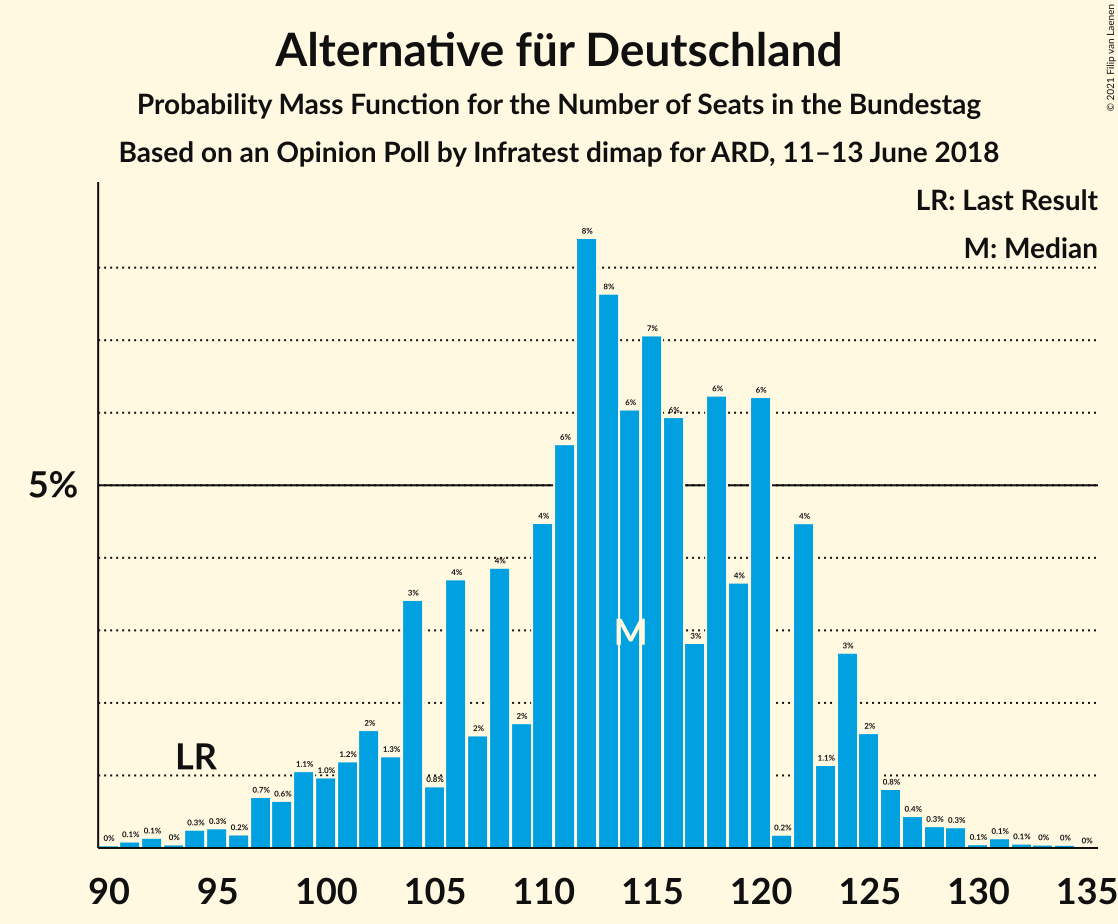 Alternative für Deutschland
Probability Mass Function for the Number of Seats in the Bundestag
Based on an Opinion Poll by Infratest dimap for ARD, 11–13 June 2018
© 2021 Filip van Laenen
LR: Last Result
M: Median
5%
LR
M
0% 0.1% 0.1% 0% 0.3% 0.3% 0.2% 0.7% 0.6% 1.1% 1.0% 1.2% 2% 1.3% 3% 0.8% 4% 2% 4% 2% 4% 6% 8% 8% 6% 7% 6% 3% 6% 4% 6% 0.2% 4% 1.1% 3% 2% 0.8% 0.4% 0.3% 0.3% 0.1% 0.1% 0.1% 0% 0% 0%
90 95 100 105 110 115 120 125 130 135